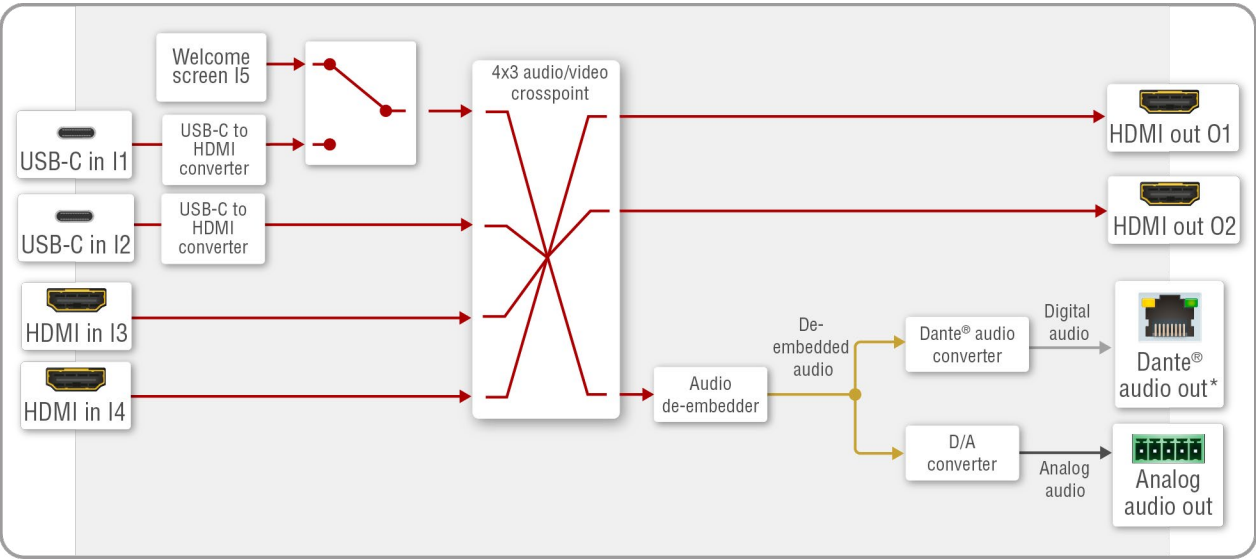 Welcome
screen I5
USB-C in I1
USB-C to
HDMI
converter
USB-C in I2
USB-C to
HDMI
converter
HDMI in I3
HDMI in I4
4x3 audio/video
crosspoint
HDMI out O1
HDMI out O2
Audio
de-embedder
De-
embedded
audio
Dante® audio
converter
Digital
audio
Dante®
audio out*
D/A
converter
Analog
audio
Analog
audio out